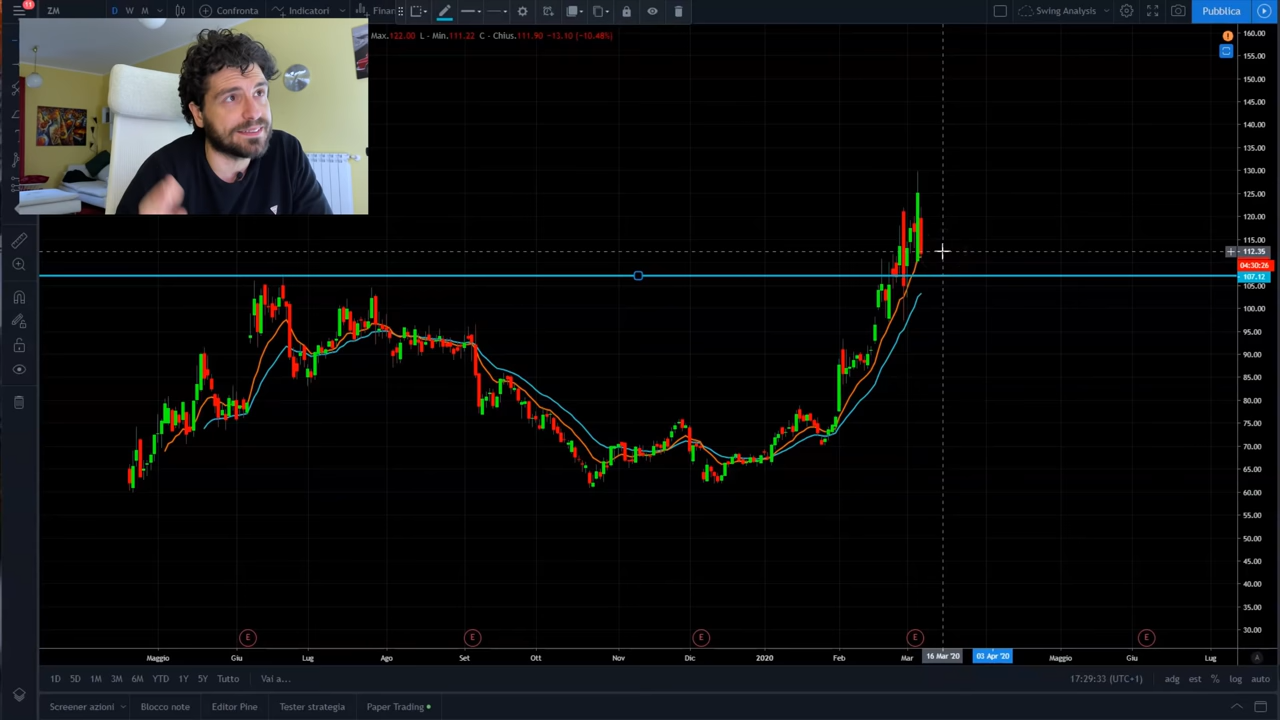 11
ZM
D
W
M
Confronta
Indicatori
Finan
Swing Analysis
Pubblica
Max.122.00 L - Min.111.22 C - Chius.111.90 −13.10 (−10.48%)
160.00
155.00
150.00
145.00
140.00
135.00
130.00
125.00
120.00
115.00
112.35
04:30:26
107.12
105.00
100.00
95.00
90.00
85.00
80.00
75.00
70.00
65.00
60.00
55.00
50.00
45.00
40.00
35.00
30.00
E E E E E
Maggio Giu Lug Ago Set Ott Nov Dic 2020 Feb Mar 16 Mar '20 03 Apr '20 Maggio Giu Lug
A
1D 5D 1M 3M 6M YTD 1Y 5Y Tutto Vai a...
17:29:33 (UTC+1) adg est % log auto
Screener azioni Blocco note Editor Pine Tester strategia Paper Trading